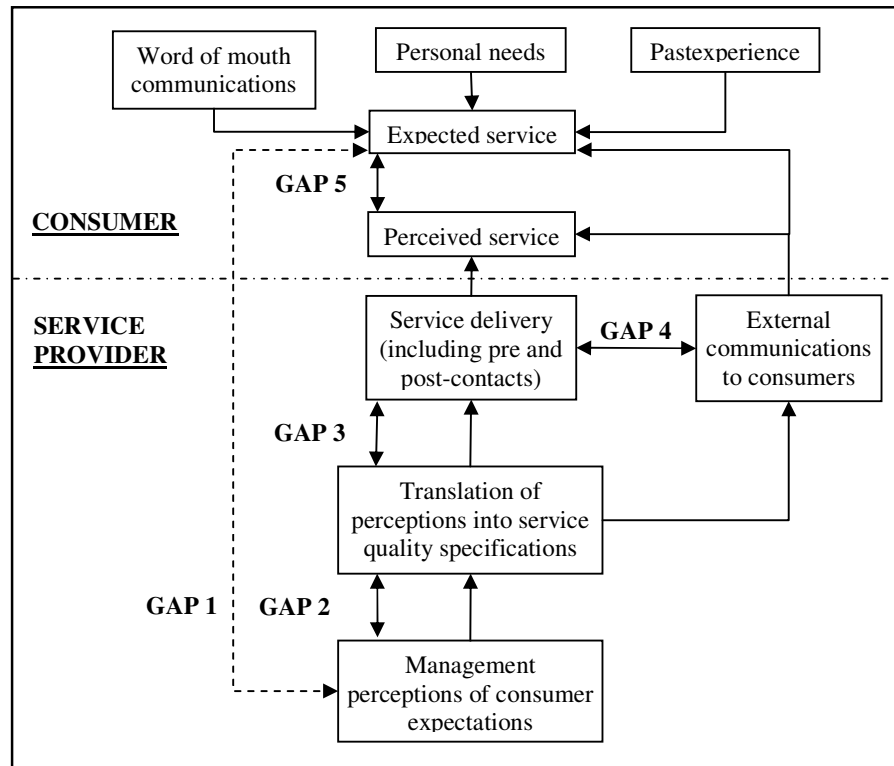 Word of mouth
communications
Personal needs
Pastexperience
Expected service
GAP 5
CONSUMER
Perceived service
SERVICE
PROVIDER
Service delivery
(including pre and
post-contacts)
GAP 4
External
communications
to consumers
GAP 3
Translation of
perceptions into service
quality specifications
GAP 1
GAP 2
Management
perceptions of consumer
expectations